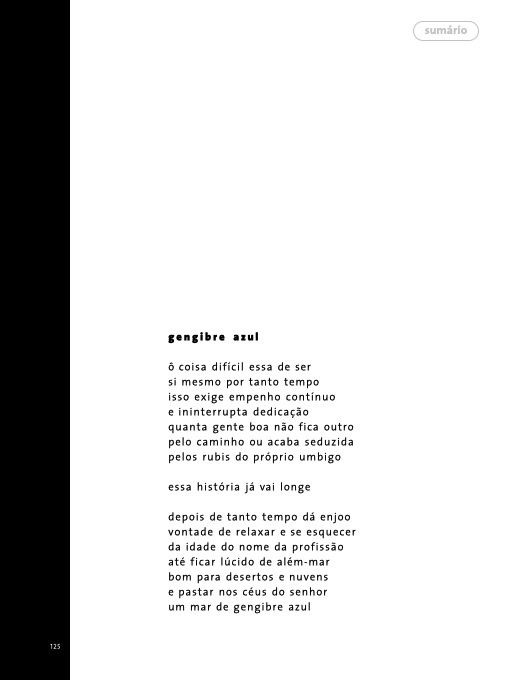 sumário
gengibre azul
ô coisa difícil essa de ser
si mesmo por tanto tempo
isso exige empenho contínuo
e ininterrupta dedicação
quanta gente boa não fica outro
pelo caminho ou acaba seduzida
pelos rubis do próprio umbigo
essa história já vai longe
depois de tanto tempo dá enjoo
vontade de relaxar e se esquecer
da idade do nome da profissão
até ficar lúcido de além-mar
bom para desertos e nuvens
e pastar nos céus do senhor
um mar de gengibre azul
125